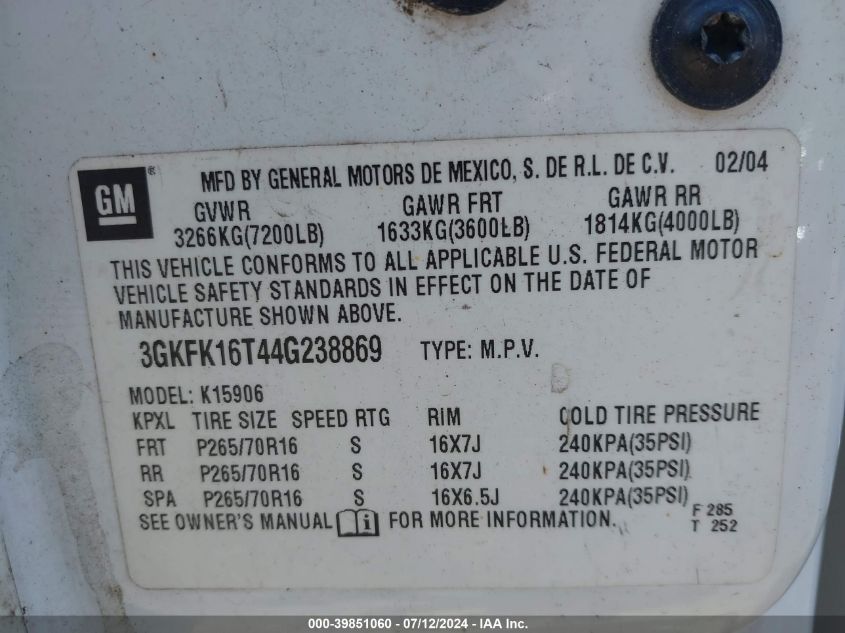 GM®
MFD BY GENERAL MOTORS DE MEXICO, S. DE R.L. DE C.V. 02/04
GVWR GAWR FRT GAWR RR
3266KG(7200LB) 1633KG(3600LB) 1814KG(4000LB)
THIS VEHICLE CONFORMS TO ALL APPLICABLE U.S. FEDERAL MOTOR
VEHICLE SAFETY STANDARDS IN EFFECT ON THE DATE OF
MANUFACTURE SHOWN ABOVE.
3GKFK16T44G238869 TYPE: M.P.V.
MODEL: K15906
KPXL TIRE SIZE SPEED RTG RIM COLD TIRE PRESSURE
FRT P265/70R16 S 16X7J 240KPA(35PSI)
RR P265/70R16 S 16X7J 240KPA(35PSI)
SPA P265/70R16 S 16X6.5J 240KPA(35PSI)
SEE OWNER'S MANUAL i FOR MORE INFORMATION.
F 285
T 252
000-39851060 - 07/12/2024 - IAA Inc.